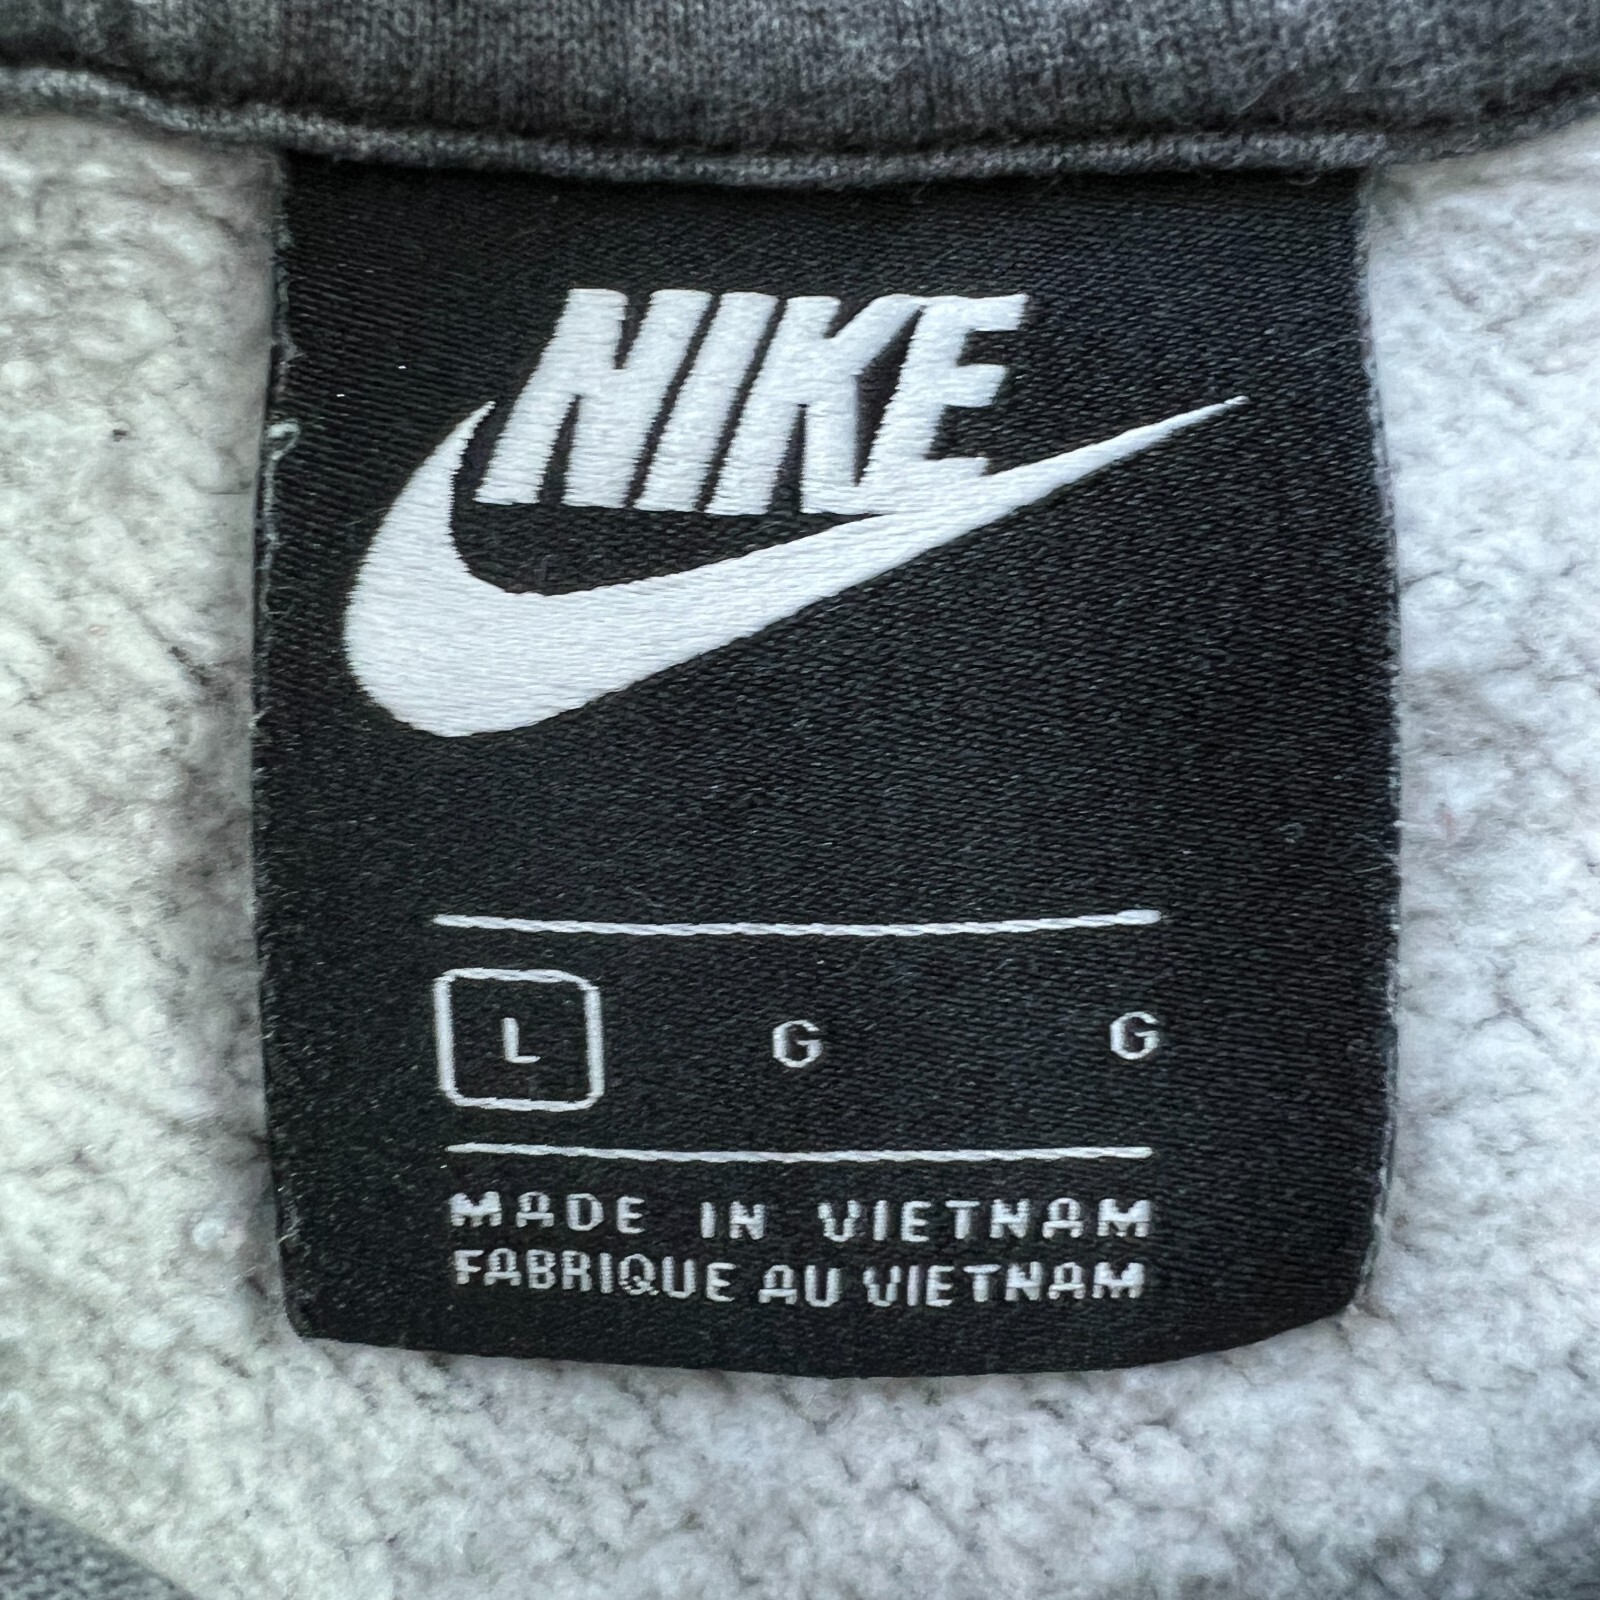 NIKE
L G G
MADE IN VIETNAM
FABRIQUE AU VIETNAM